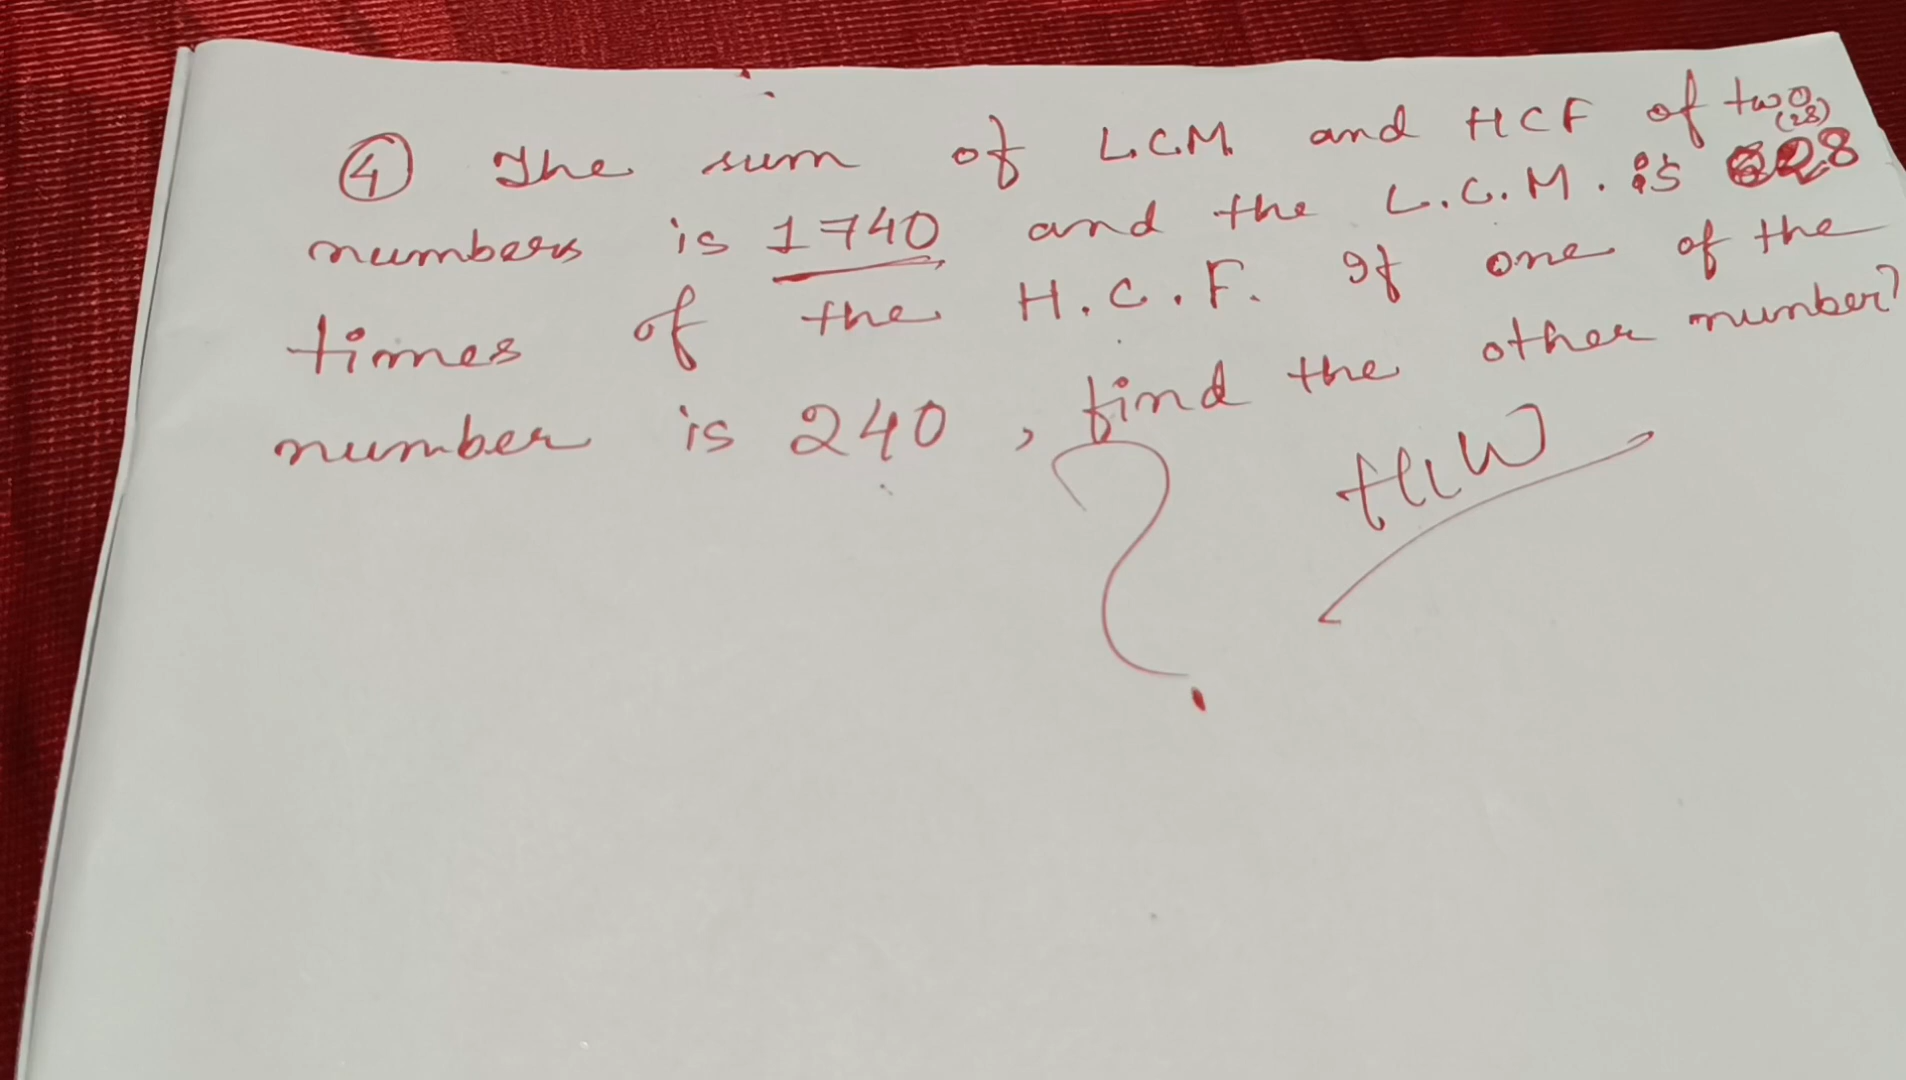 ④ The sum of L.C.M. and HCF of two
numbers is 1740 and the L.C.M. is (28) 28
times of the H.C.F. If one of the
number is 240, find the other number?
?
H.W